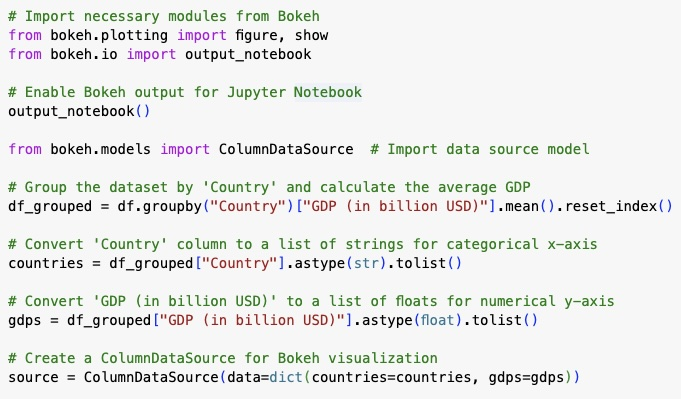 # Import necessary modules from Bokeh
from bokeh.plotting import figure, show
from bokeh.io import output_notebook
# Enable Bokeh output for Jupyter Notebook
output_notebook()
from bokeh.models import ColumnDataSource  # Import data source model
# Group the dataset by 'Country' and calculate the average GDP
df_grouped = df.groupby("Country")["GDP (in billion USD)"].mean().reset_index()
# Convert 'Country' column to a list of strings for categorical x-axis
countries = df_grouped["Country"].astype(str).tolist()
# Convert 'GDP (in billion USD)' to a list of floats for numerical y-axis
gdps = df_grouped["GDP (in billion USD)"].astype(float).tolist()
# Create a ColumnDataSource for Bokeh visualization
source = ColumnDataSource(data=dict(countries=countries, gdps=gdps))